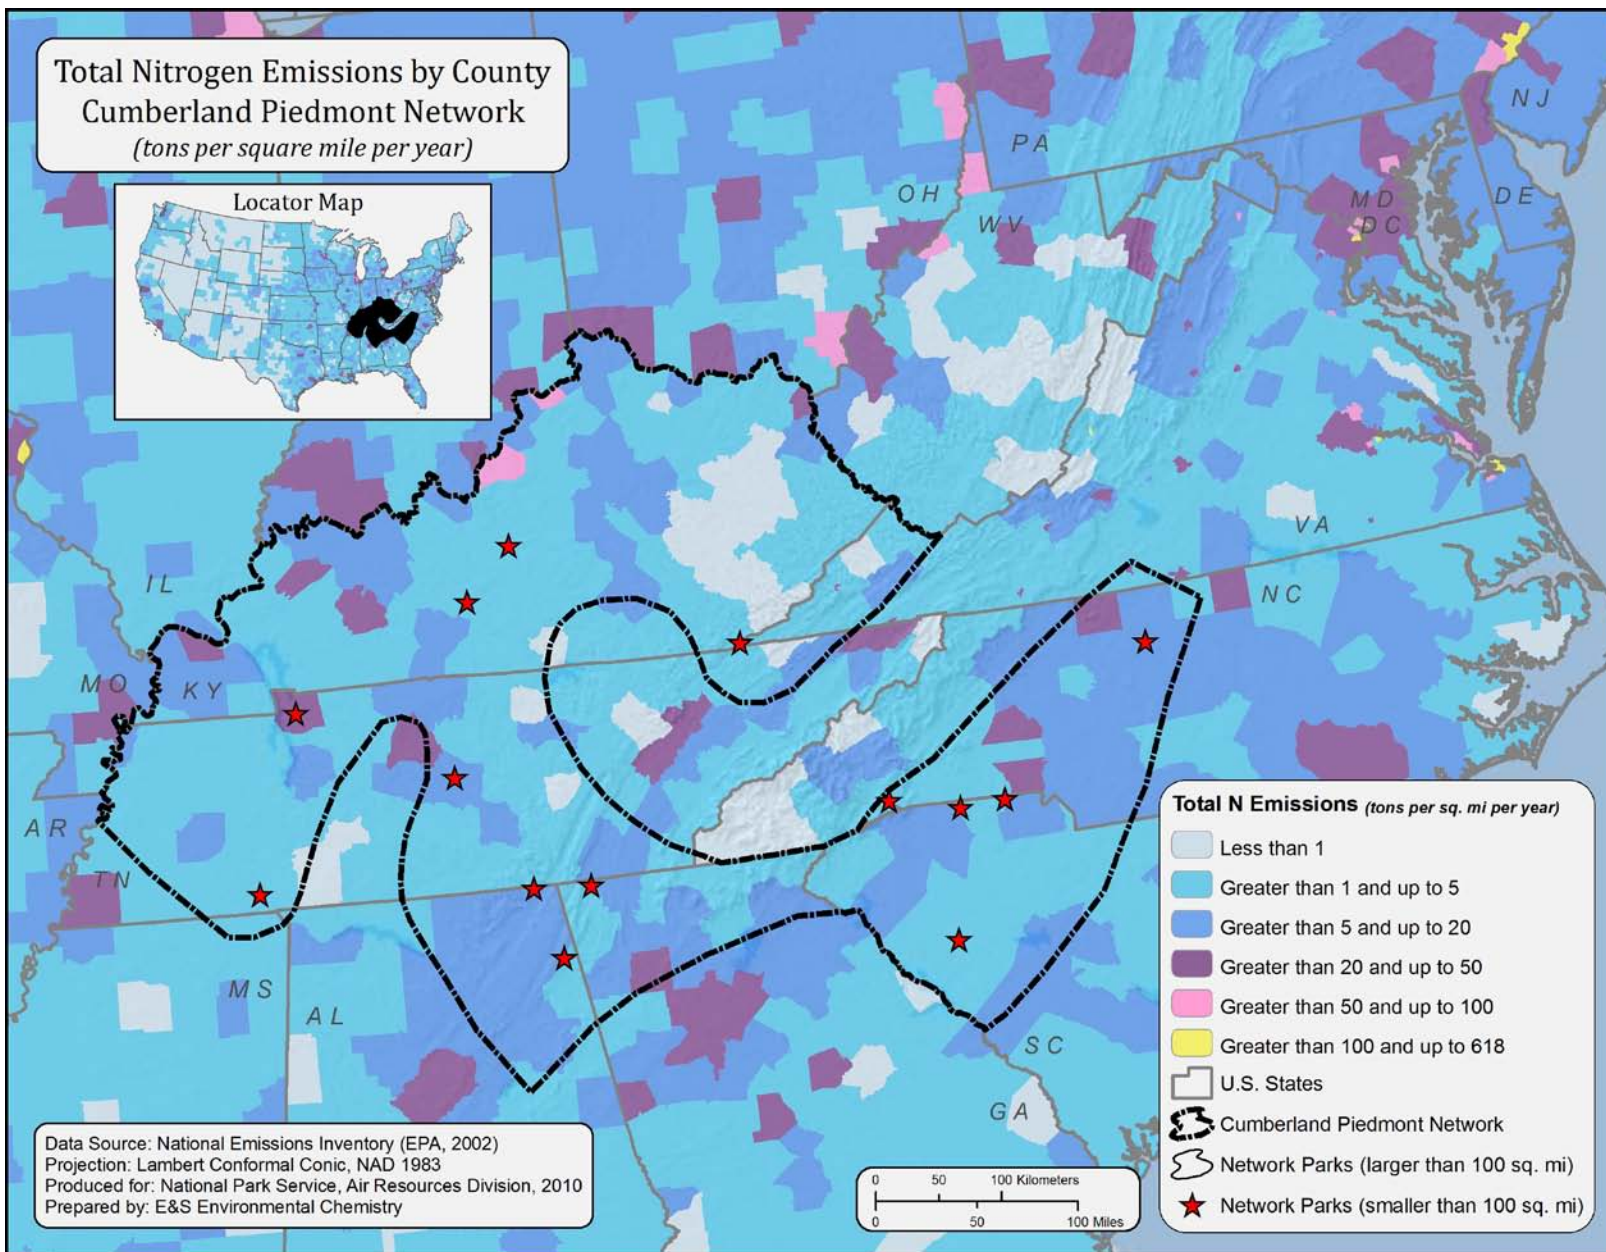 Total Nitrogen Emissions by County
Cumberland Piedmont Network
(tons per square mile per year)
Locator Map
PA
NJ
OH
WV
MD
DC
DE
IL
VA
NC
MO
KY
AR
TN
MS
AL
SC
GA
Total N Emissions (tons per sq. mi per year)
Less than 1
Greater than 1 and up to 5
Greater than 5 and up to 20
Greater than 20 and up to 50
Greater than 50 and up to 100
Greater than 100 and up to 618
U.S. States
Cumberland Piedmont Network
Network Parks (larger than 100 sq. mi)
Network Parks (smaller than 100 sq. mi)
Data Source: National Emissions Inventory (EPA, 2002)
Projection: Lambert Conformal Conic, NAD 1983
Produced for: National Park Service, Air Resources Division, 2010
Prepared by: E&S Environmental Chemistry
0 50 100 Kilometers
0 50 100 Miles